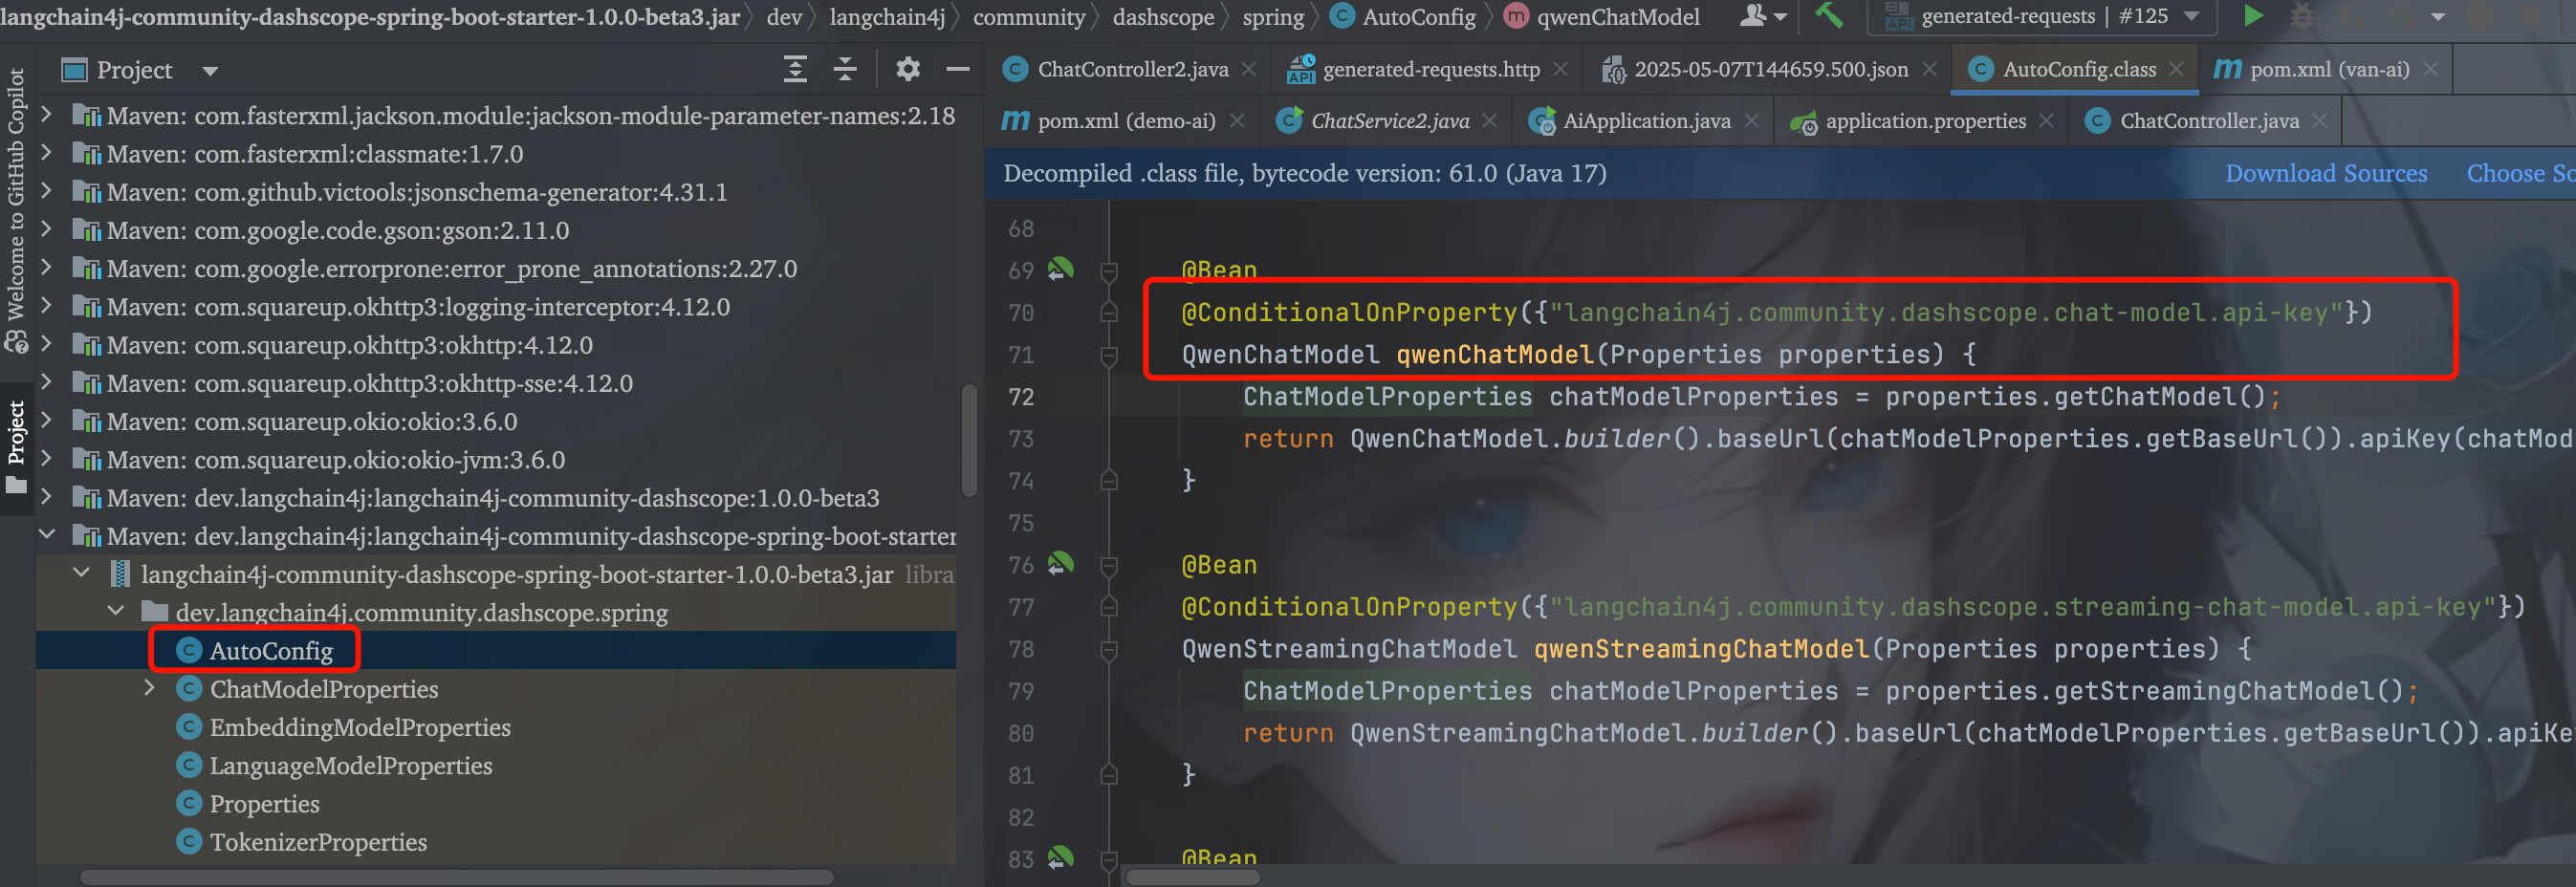 langchain4j-community-dashscope-spring-boot-starter-1.0.0-beta3.jar dev langchain4j community dashscope spring AutoConfig qwenChatModel generated-requests | #125
Project
ChatController2.java generated-requests.http 2025-05-07T144659.500.json AutoConfig.class pom.xml (van-ai)
pom.xml (demo-ai) ChatService2.java AiApplication.java application.properties ChatController.java
Decompiled .class file, bytecode version: 61.0 (Java 17) Download Sources Choose So
Welcome to GitHub Copilot
Project
Maven: com.fasterxml.jackson.module:jackson-module-parameter-names:2.18
Maven: com.fasterxml:classmate:1.7.0
Maven: com.github.victools:jsonschema-generator:4.31.1
Maven: com.google.code.gson:gson:2.11.0
Maven: com.google.errorprone:error_prone_annotations:2.27.0
Maven: com.squareup.okhttp3:logging-interceptor:4.12.0
Maven: com.squareup.okhttp3:okhttp:4.12.0
Maven: com.squareup.okhttp3:okhttp-sse:4.12.0
Maven: com.squareup.okio:okio:3.6.0
Maven: com.squareup.okio:okio-jvm:3.6.0
Maven: dev.langchain4j:langchain4j-community-dashscope:1.0.0-beta3
Maven: dev.langchain4j:langchain4j-community-dashscope-spring-boot-starter
langchain4j-community-dashscope-spring-boot-starter-1.0.0-beta3.jar librar
dev.langchain4j.community.dashscope.spring
AutoConfig
ChatModelProperties
EmbeddingModelProperties
LanguageModelProperties
Properties
TokenizerProperties
68
69 @Bean
70 @ConditionalOnProperty({"langchain4j.community.dashscope.chat-model.api-key"})
71 QwenChatModel qwenChatModel(Properties properties) {
72 ChatModelProperties chatModelProperties = properties.getChatModel();
73 return QwenChatModel.builder().baseUrl(chatModelProperties.getBaseUrl()).apiKey(chatMod
74 }
75
76 @Bean
77 @ConditionalOnProperty({"langchain4j.community.dashscope.streaming-chat-model.api-key"})
78 QwenStreamingChatModel qwenStreamingChatModel(Properties properties) {
79 ChatModelProperties chatModelProperties = properties.getStreamingChatModel();
80 return QwenStreamingChatModel.builder().baseUrl(chatModelProperties.getBaseUrl()).apiKe
81 }
82
83 @Bean